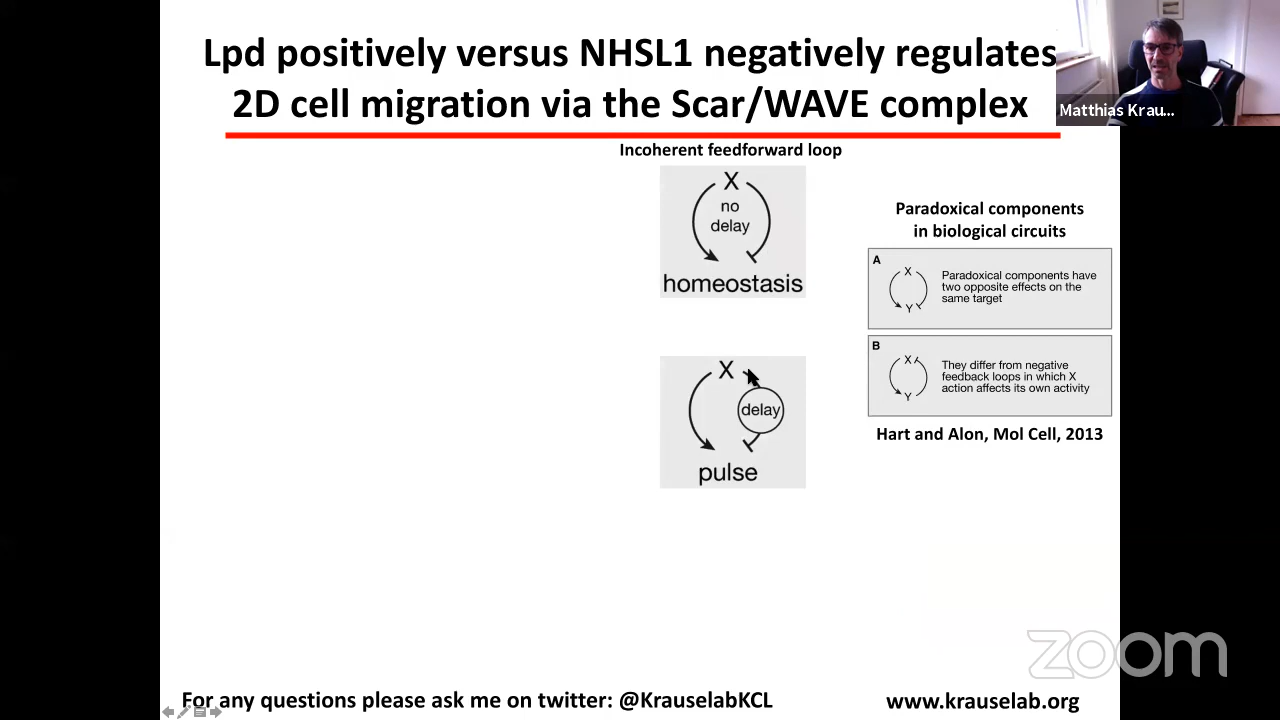 Lpd positively versus NHSL1 negatively regulates
2D cell migration via the Scar/WAVE complex
Matthias Krau...
Incoherent feedforward loop
X
no
delay
homeostasis
X
delay
pulse
Paradoxical components
in biological circuits
A
X
Y
Paradoxical components have
two opposite effects on the
same target
B
X
Y
They differ from negative
feedback loops in which X
action affects its own activity
Hart and Alon, Mol Cell, 2013
zoom
For any questions please ask me on twitter: @KrauselabKCL
www.krauselab.org